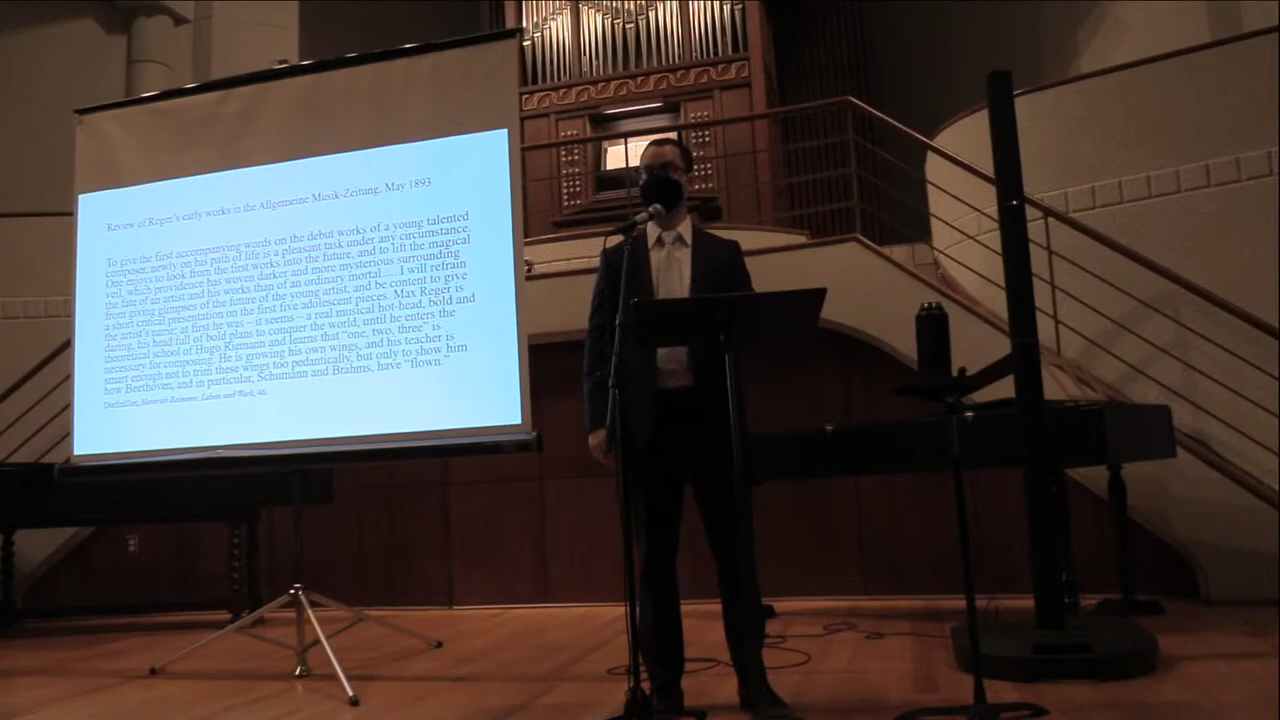 Review of Reger's early works in the Allgemeine Musik-Zeitung, May 1893
To give the first accompanying words on the debut works of a young talented
composer, newly on his path of life is a pleasant task under any circumstance.
One enjoys to look from the first works into the future, and to lift the magical
veil, which providence has woven darker and more mysterious surrounding
the fate of an artist and his works than of an ordinary mortal.... I will refrain
from giving glimpses of the future of the young artist, and be content to give
a short critical presentation on the first five adolescent pieces. Max Reger is
the artist's name; at first he was – it seems – a real musical hot-head, bold and
daring, his head full of bold plans to conquer the world, until he enters the
theoretical school of Hugo Riemann and learns that "one, two, three" is
necessary for composing. He is growing his own wings, and his teacher is
smart enough not to trim these wings too pedantically, but only to show him
how Beethoven, and in particular, Schumann and Brahms, have "flown."
Dorfmüller, Heinrich Reimann: Leben und Werk, 46.